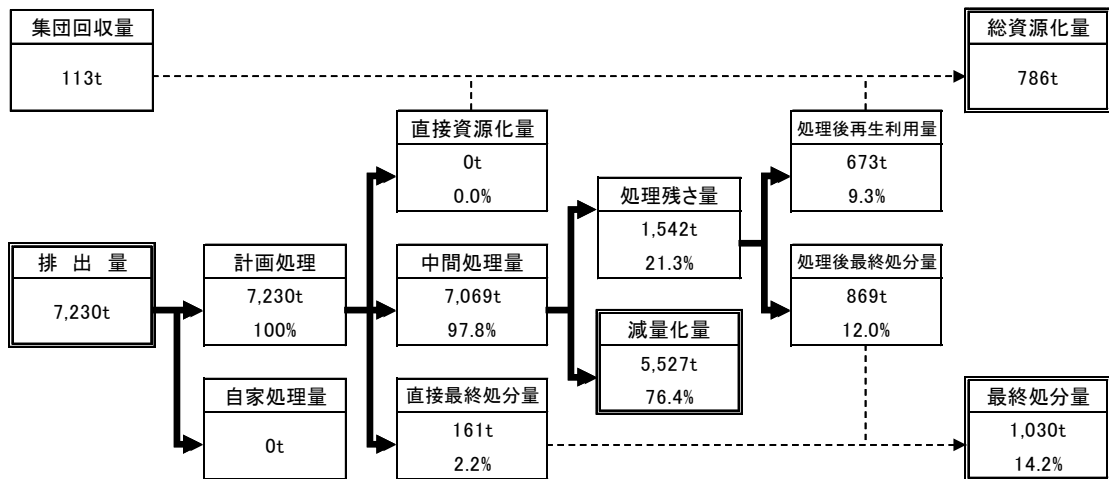 集団回収量
113t
総資源化量
786t
直接資源化量
0t
0.0%
処理後再生利用量
673t
9.3%
処理残さ量
1,542t
21.3%
排 出 量
7,230t
計画処理
7,230t
100%
中間処理量
7,069t
97.8%
処理後最終処分量
869t
12.0%
減量化量
5,527t
76.4%
自家処理量
0t
直接最終処分量
161t
2.2%
最終処分量
1,030t
14.2%